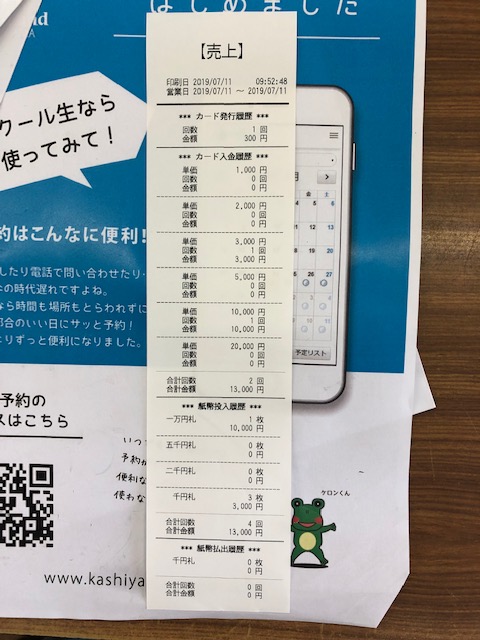 はじめました
nd
A
クール生なら
使ってみて！
約はこんなに便利！
したり電話で問い合わせたり・
の時代遅れですよね。
なら時間も場所もとらわれずに
都合のいい日にサッと予約！
よりずっと便利になりました。
予約の
スはこちら
www.kashiya
【売上】
印刷日 2019/07/11 09:52:48
営業日 2019/07/11 ～ 2019/07/11
*** カード発行履歴 ***
回数 1 回
金額 300 円
*** カード入金履歴 ***
単価 1,000 円
回数 0 回
金額 0 円
単価 2,000 円
回数 0 回
金額 0 円
単価 3,000 円
回数 1 回
金額 3,000 円
単価 5,000 円
回数 0 回
金額 0 円
単価 10,000 円
回数 1 回
金額 10,000 円
単価 20,000 円
回数 0 回
金額 0 円
合計回数 2 回
合計金額 13,000 円
*** 紙幣投入履歴 ***
一万円札 1 枚
10,000 円
五千円札 0 枚
0 円
二千円札 0 枚
0 円
千円札 3 枚
3,000 円
合計回数 4 回
合計金額 13,000 円
*** 紙幣払出履歴 ***
千円札 0 枚
0 円
合計回数 0 回
合計金額 0 円
月
金 土
5 6
12 13
19 20
26 27
予定リスト
いつ
予約が
便利な
使わな
ケロンくん